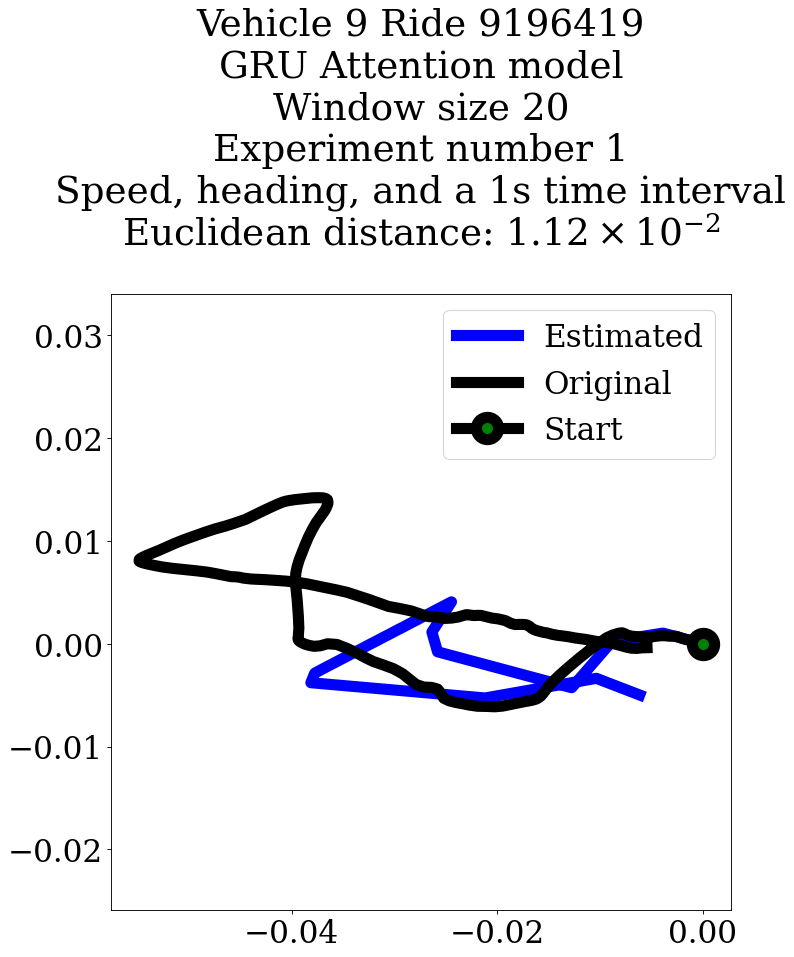 Vehicle 9 Ride 9196419
GRU Attention model
Window size 20
Experiment number 1
Speed, heading, and a 1s time interval
Euclidean distance: 1.12 × 10⁻²
Estimated
Original
Start
0.03
0.02
0.01
0.00
−0.01
−0.02
−0.04
−0.02
0.00